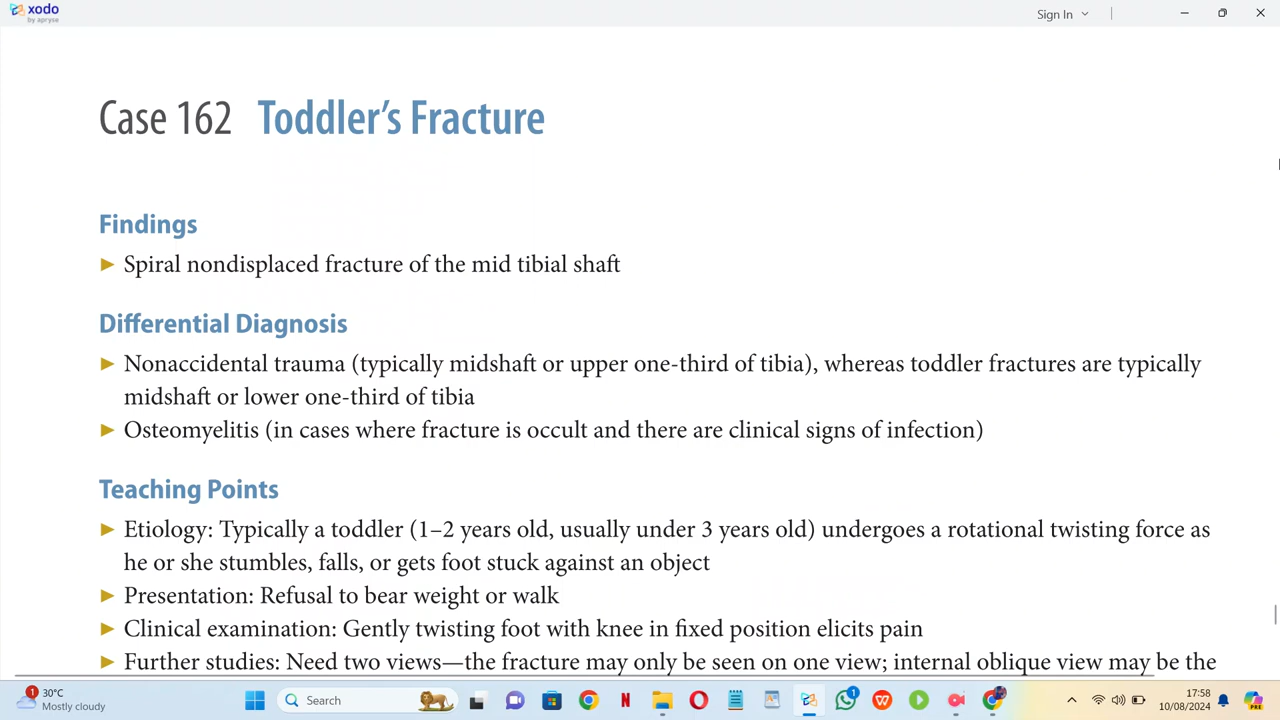 xodo
by apryse
Sign In
Case 162 Toddler’s Fracture
Findings
► Spiral nondisplaced fracture of the mid tibial shaft
Differential Diagnosis
► Nonaccidental trauma (typically midshaft or upper one-third of tibia), whereas toddler fractures are typically
midshaft or lower one-third of tibia
► Osteomyelitis (in cases where fracture is occult and there are clinical signs of infection)
Teaching Points
► Etiology: Typically a toddler (1–2 years old, usually under 3 years old) undergoes a rotational twisting force as
he or she stumbles, falls, or gets foot stuck against an object
► Presentation: Refusal to bear weight or walk
► Clinical examination: Gently twisting foot with knee in fixed position elicits pain
► Further studies: Need two views—the fracture may only be seen on one view; internal oblique view may be the
1
30°C
Mostly cloudy
Search
N
1
W
17:58
10/08/2024
PRE